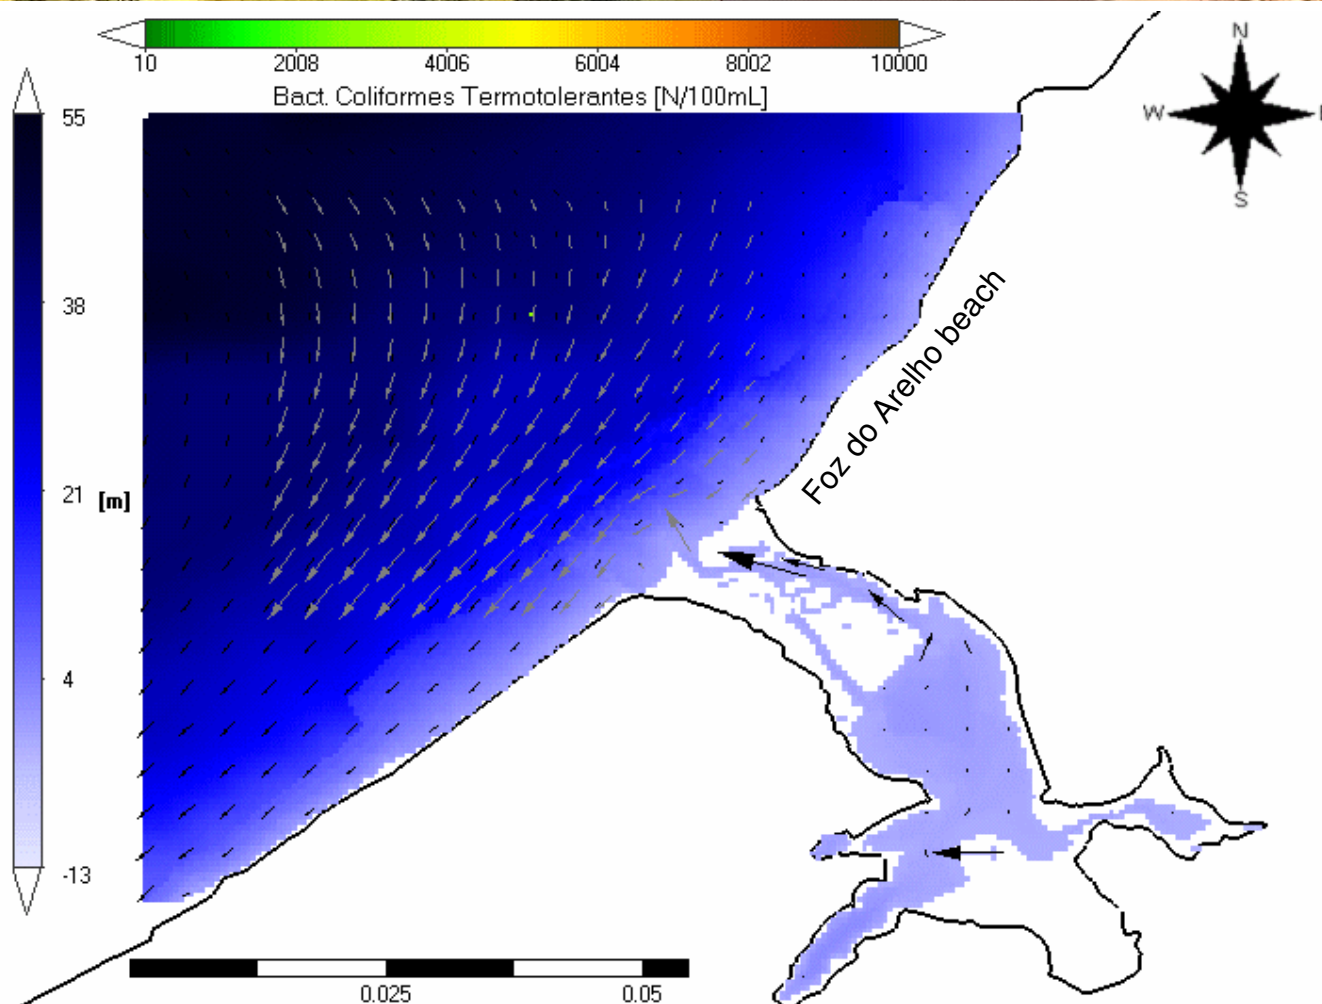 10 2008 4006 6004 8002 10000
Bact. Coliformes Termotolerantes [N/100mL]
N
W
S
55
38
21
[m]
4
-13
Foz do Arelho beach
0.025 0.05